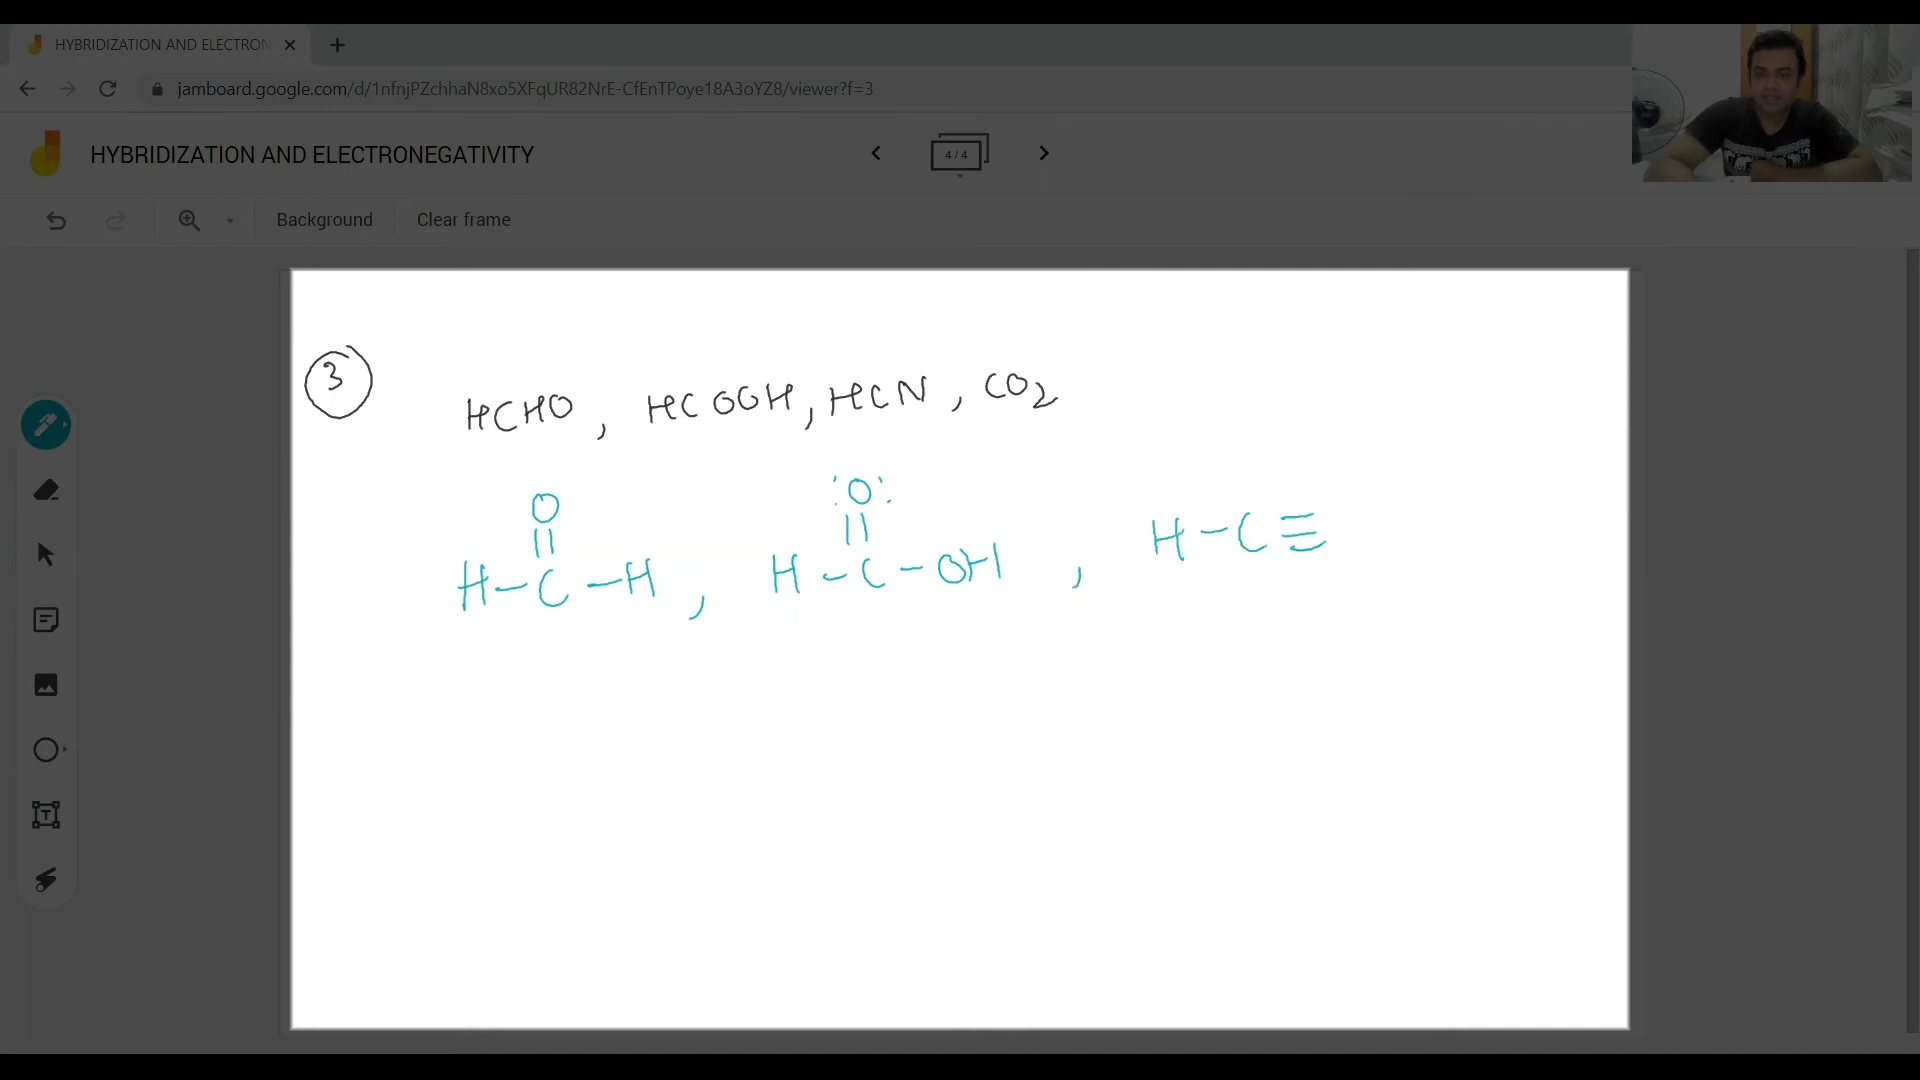 HYBRIDIZATION AND ELECTRON
jamboard.google.com/d/1nfnjPZchhaN8xo5XFqUR82NrE-CfEnTPoye18A3oYZ8/viewer?f=3
HYBRIDIZATION AND ELECTRONEGATIVITY
4 / 4
Background Clear frame
3
HCHO , HCOOH , HCN , CO2
O :O:
|| ||
H-C-H , H-C-OH , H-C≡